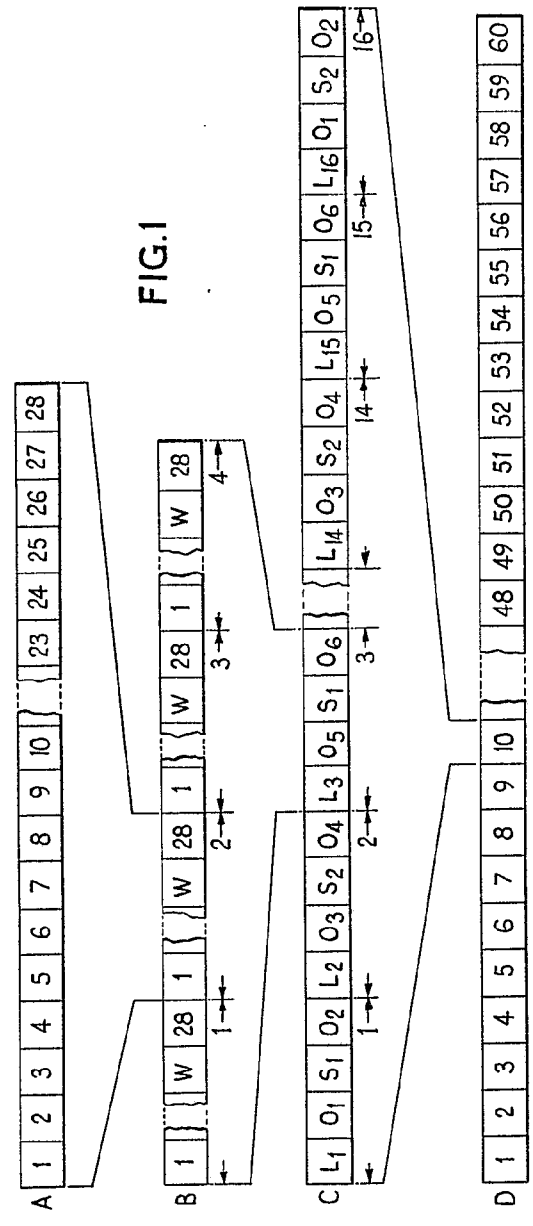 FIG.1
A 1 2 3 4 5 6 7 8 9 10 23 24 25 26 27 28
B 1 W 28 1 W 28 1 W 28 1 W 28
1 2 3 4
C L1 O1 S1 O2 L2 O3 S2 O4 L3 O5 S1 O6 L14 O3 S2 O4 L15 O5 S1 O6 L16 O1 S2 O2
1 2 3 14 15 16
D 1 2 3 4 5 6 7 8 9 10 48 49 50 51 52 53 54 55 56 57 58 59 60